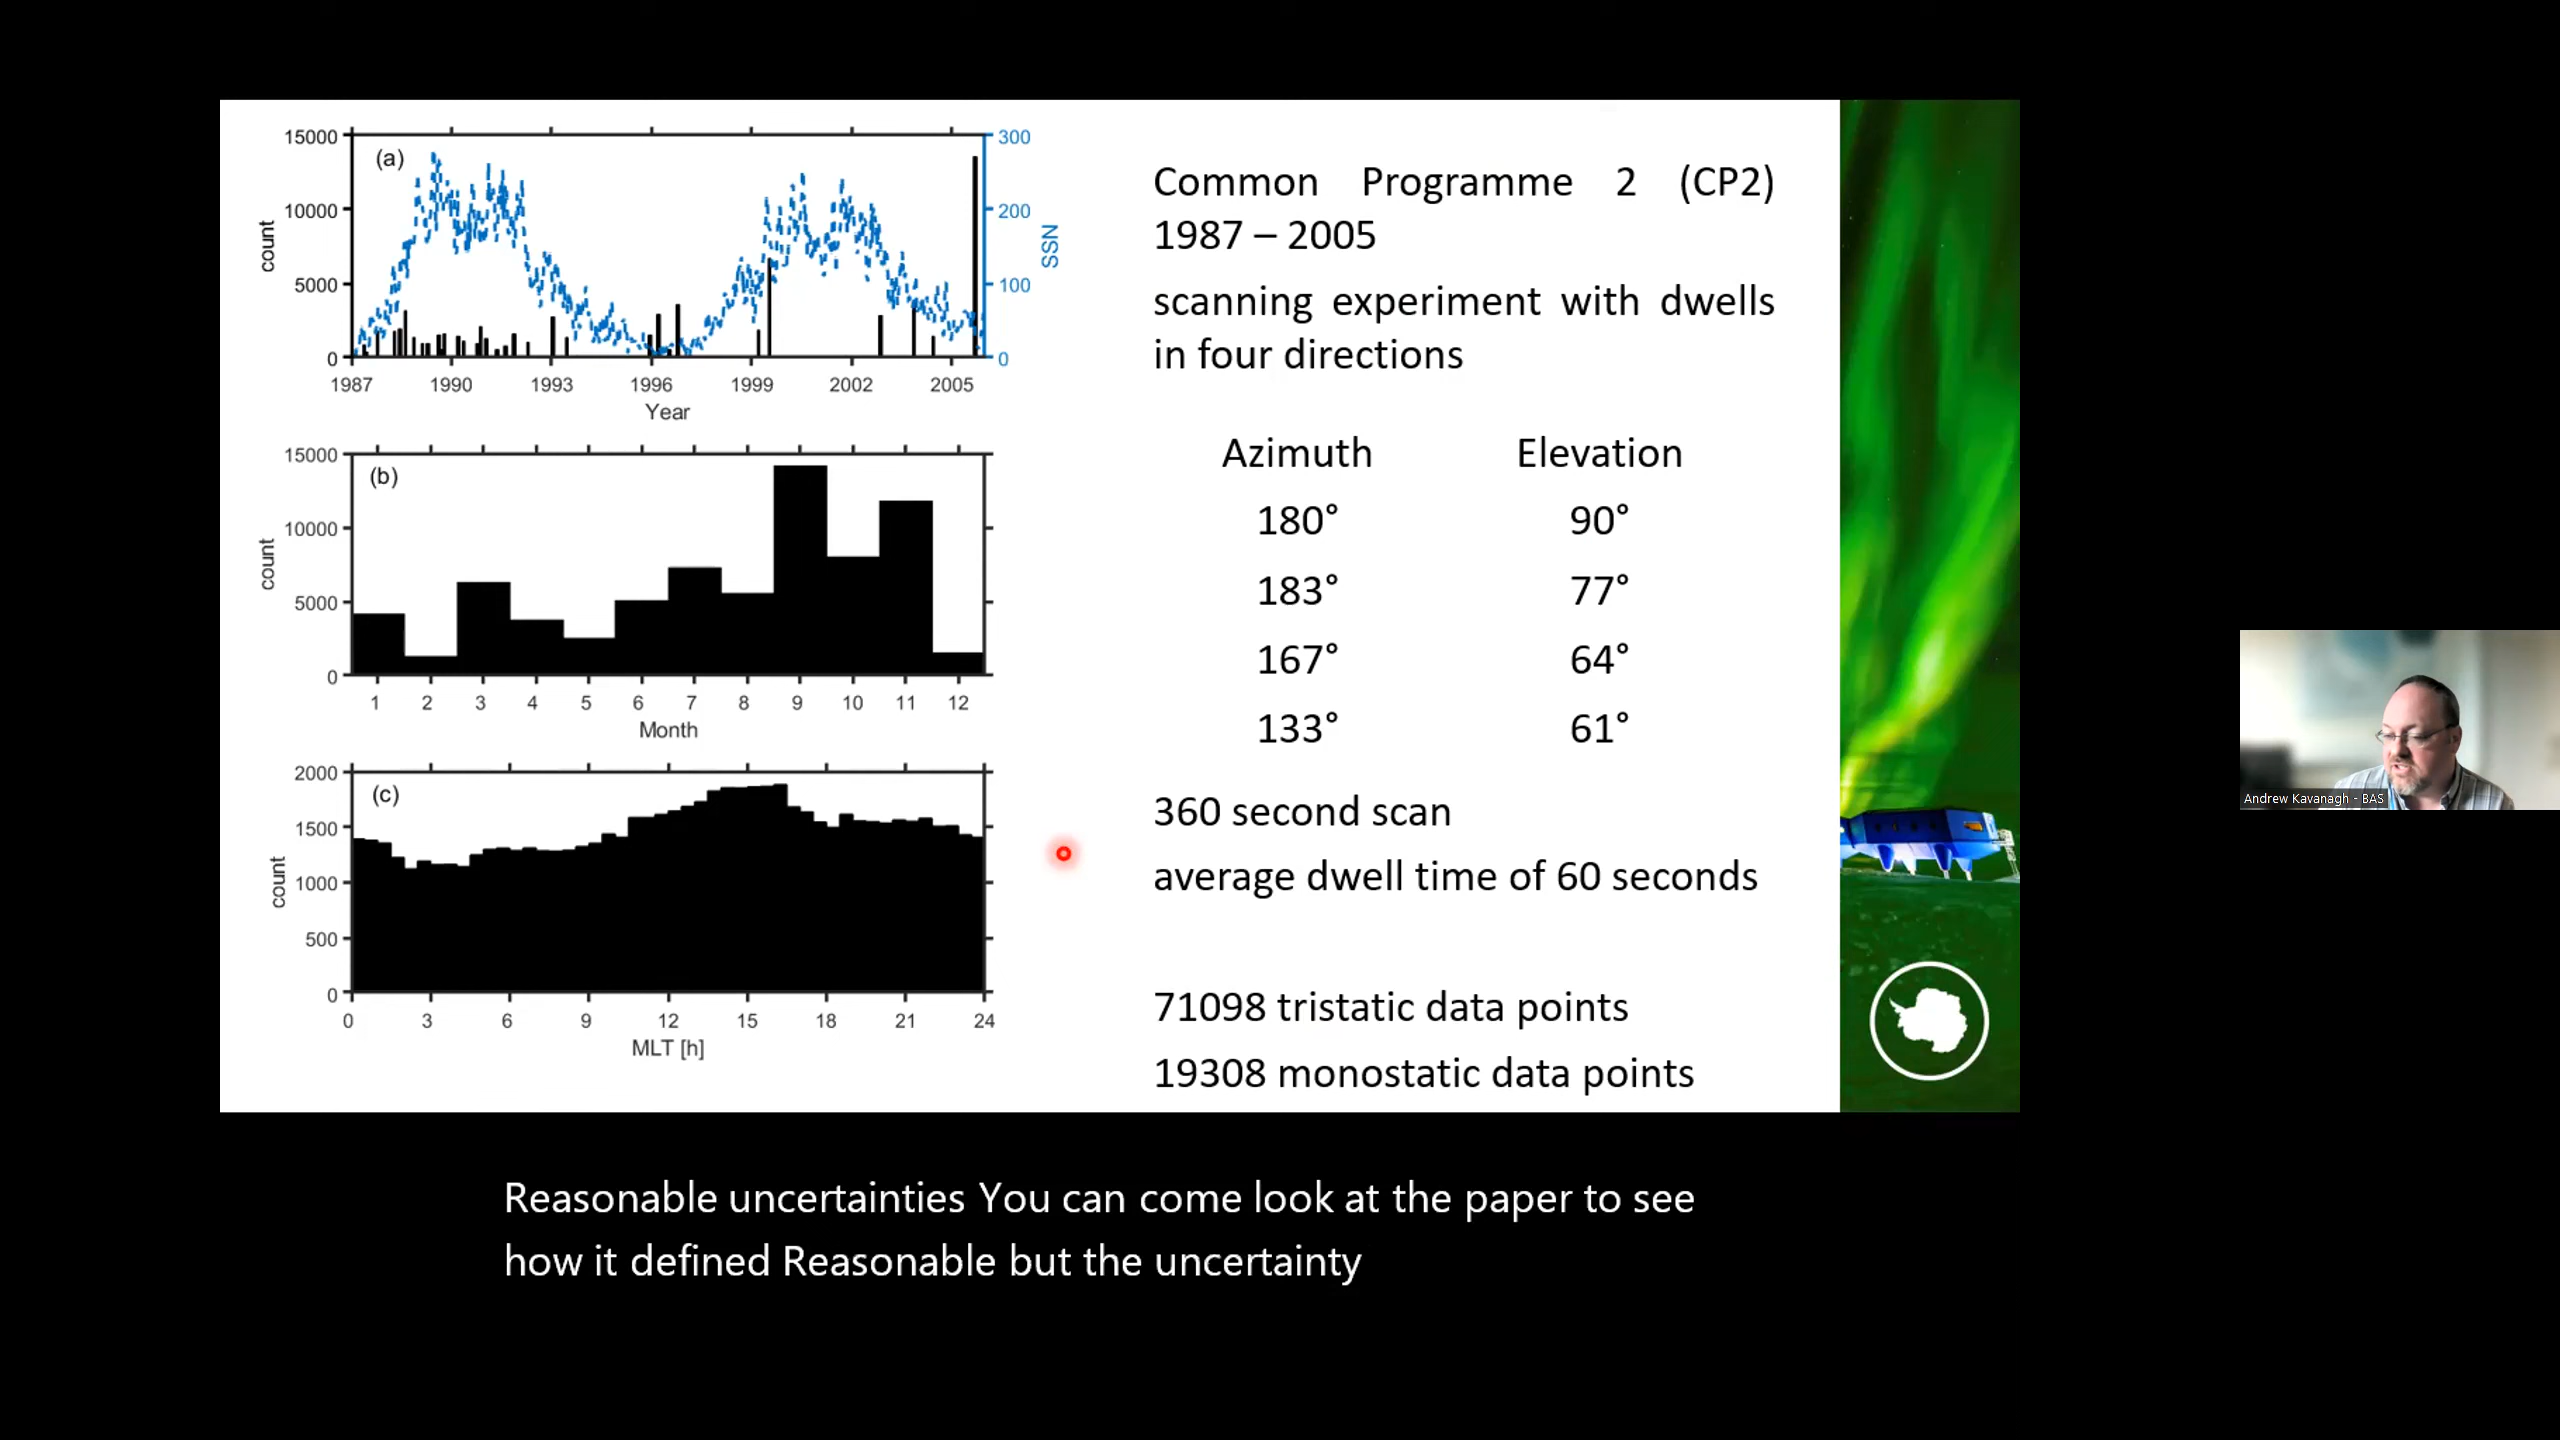 15000
10000
5000
0
count
(a)
300
200
100
0
SSN
1987 1990 1993 1996 1999 2002 2005
Year
15000
10000
5000
0
count
(b)
1 2 3 4 5 6 7 8 9 10 11 12
Month
2000
1500
1000
500
0
count
(c)
0 3 6 9 12 15 18 21 24
MLT [h]
Common Programme 2 (CP2)
1987 – 2005
scanning experiment with dwells
in four directions
Azimuth Elevation
180° 90°
183° 77°
167° 64°
133° 61°
360 second scan
average dwell time of 60 seconds
71098 tristatic data points
19308 monostatic data points
Andrew Kavanagh - BAS
Reasonable uncertainties You can come look at the paper to see
how it defined Reasonable but the uncertainty